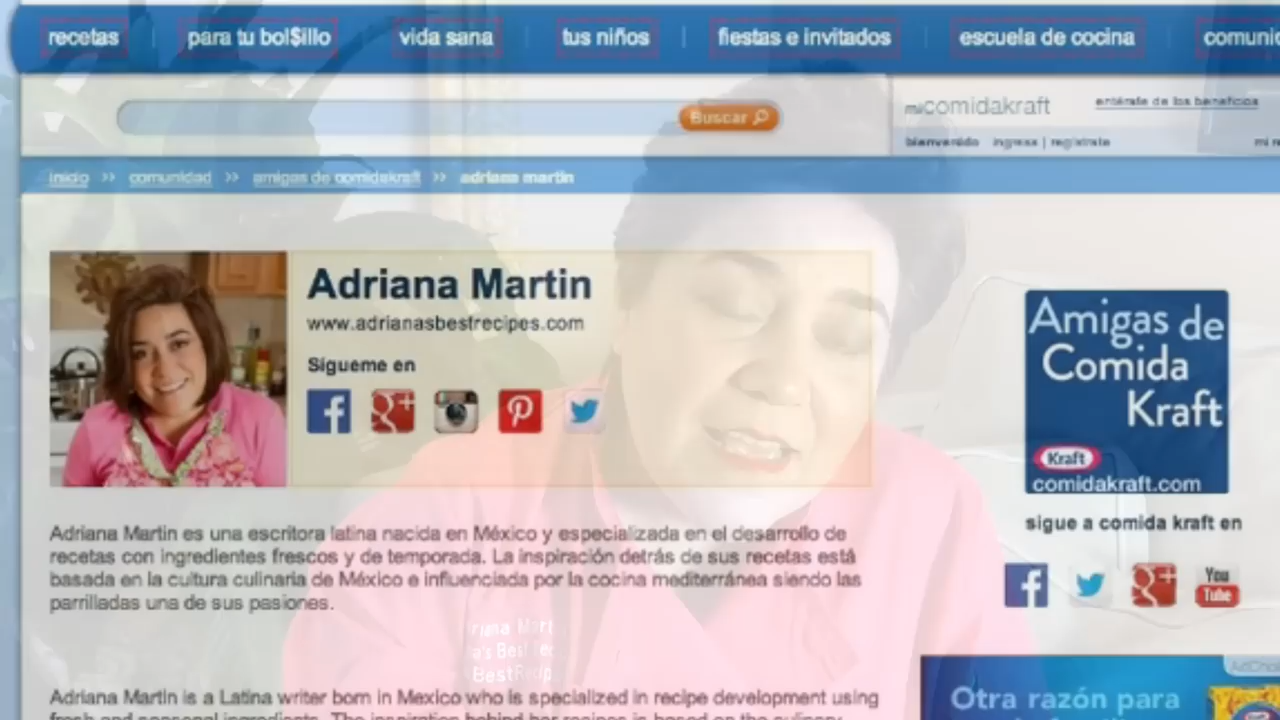 recetas para tu bol$illo vida sana tus niños fiestas e invitados escuela de cocina
Buscar
micomidakraft entérate de los beneficios
bienvenido ingresa | regístrate
inicio >> comunidad >> amigas de comidakraft >> adriana martin
Adriana Martin
www.adrianasbestrecipes.com
Sígueme en
Amigas de
Comida
Kraft
Kraft
comidakraft.com
sigue a comida kraft en
You
Tube
Adriana Martin es una escritora latina nacida en México y especializada en el desarrollo de
recetas con ingredientes frescos y de temporada. La inspiración detrás de sus recetas está
basada en la cultura culinaria de México e influenciada por la cocina mediterránea siendo las
parrilladas una de sus pasiones.
Adriana Martin is a Latina writer born in Mexico who is specialized in recipe development using
Otra razón para